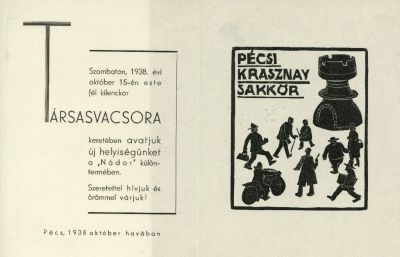 Szombaton, 1938. évi
október 15-én este
fél kilenckor
TÁRSASVACSORA
keretében avatjuk
új helyiségünket
a „Nádor" külön-
termében.
Szeretettel hívjuk és
örömmel várjuk!
Pécs, 1938 október havában
PÉCSI
KRASZNAY
SAKKÖR